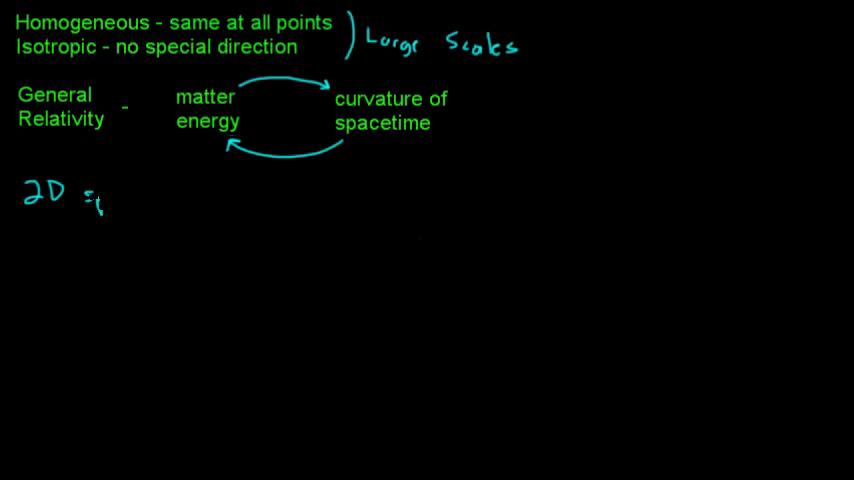 Homogeneous - same at all points
Isotropic - no special direction
Large Scales
General Relativity - matter energy
curvature of spacetime
2D